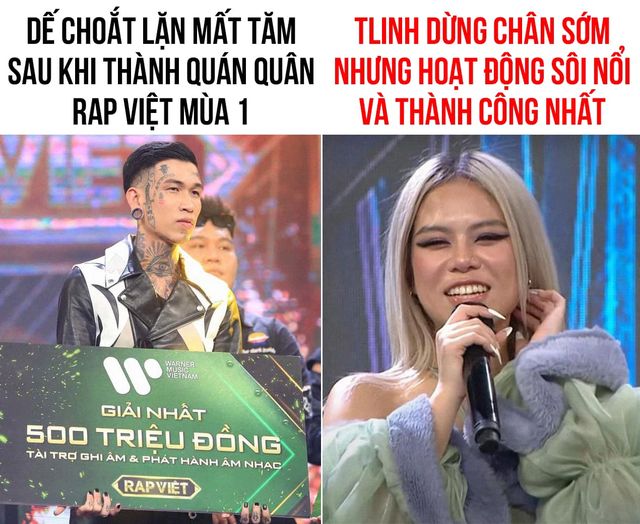 DẾ CHOẮT LẶN MẤT TĂM
SAU KHI THÀNH QUÁN QUÂN
RAP VIỆT MÙA 1
TLINH DỪNG CHÂN SỚM
NHƯNG HOẠT ĐỘNG SÔI NỔI
VÀ THÀNH CÔNG NHẤT
WARNER
MUSIC
VIETNAM
GIẢI NHẤT
500 TRIỆU ĐỒNG
TÀI TRỢ GHI ÂM & PHÁT HÀNH ÂM NHẠC
RAP VIỆT